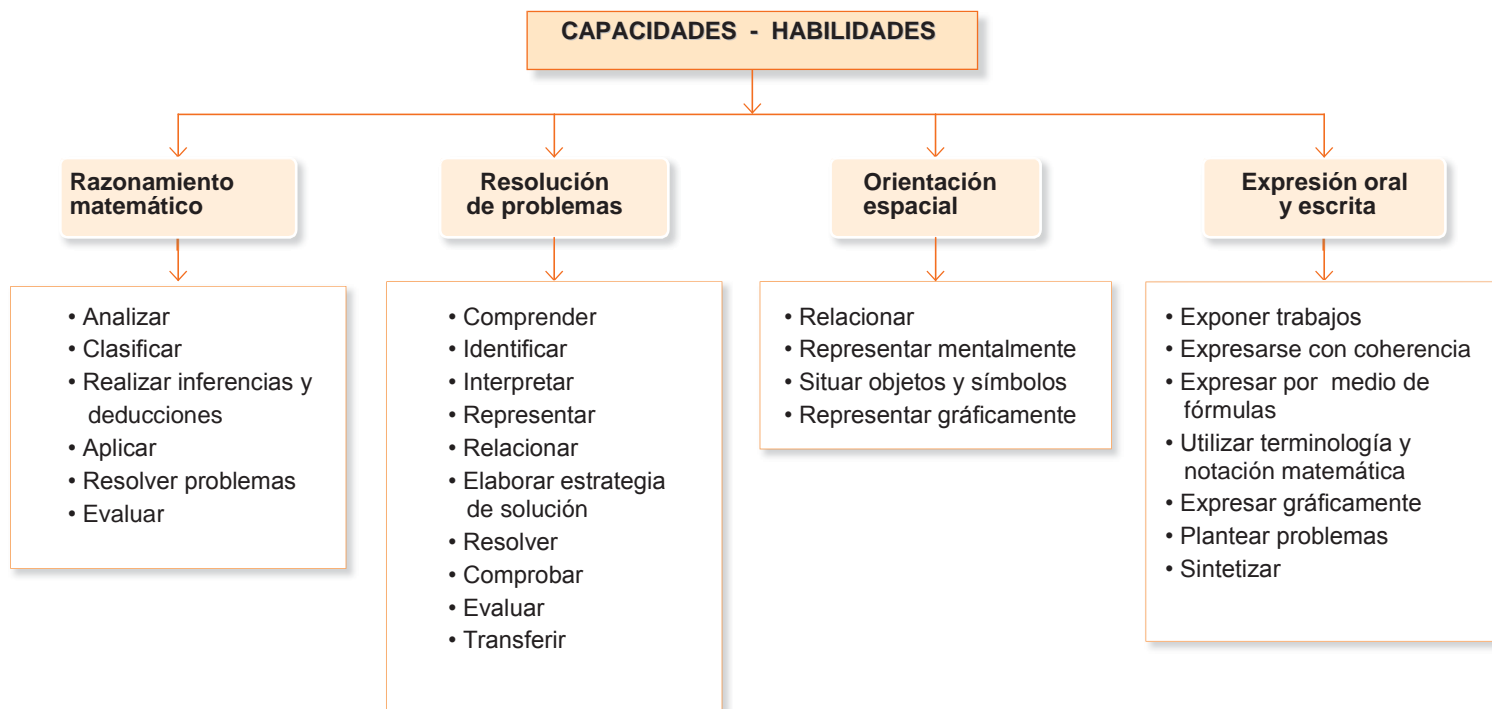 CAPACIDADES - HABILIDADES
Razonamiento
matemático
• Analizar
• Clasificar
• Realizar inferencias y
deducciones
• Aplicar
• Resolver problemas
• Evaluar
Resolución
de problemas
• Comprender
• Identificar
• Interpretar
• Representar
• Relacionar
• Elaborar estrategia
de solución
• Resolver
• Comprobar
• Evaluar
• Transferir
Orientación
espacial
• Relacionar
• Representar mentalmente
• Situar objetos y símbolos
• Representar gráficamente
Expresión oral
y escrita
• Exponer trabajos
• Expresarse con coherencia
• Expresar por medio de
fórmulas
• Utilizar terminología y
notación matemática
• Expresar gráficamente
• Plantear problemas
• Sintetizar